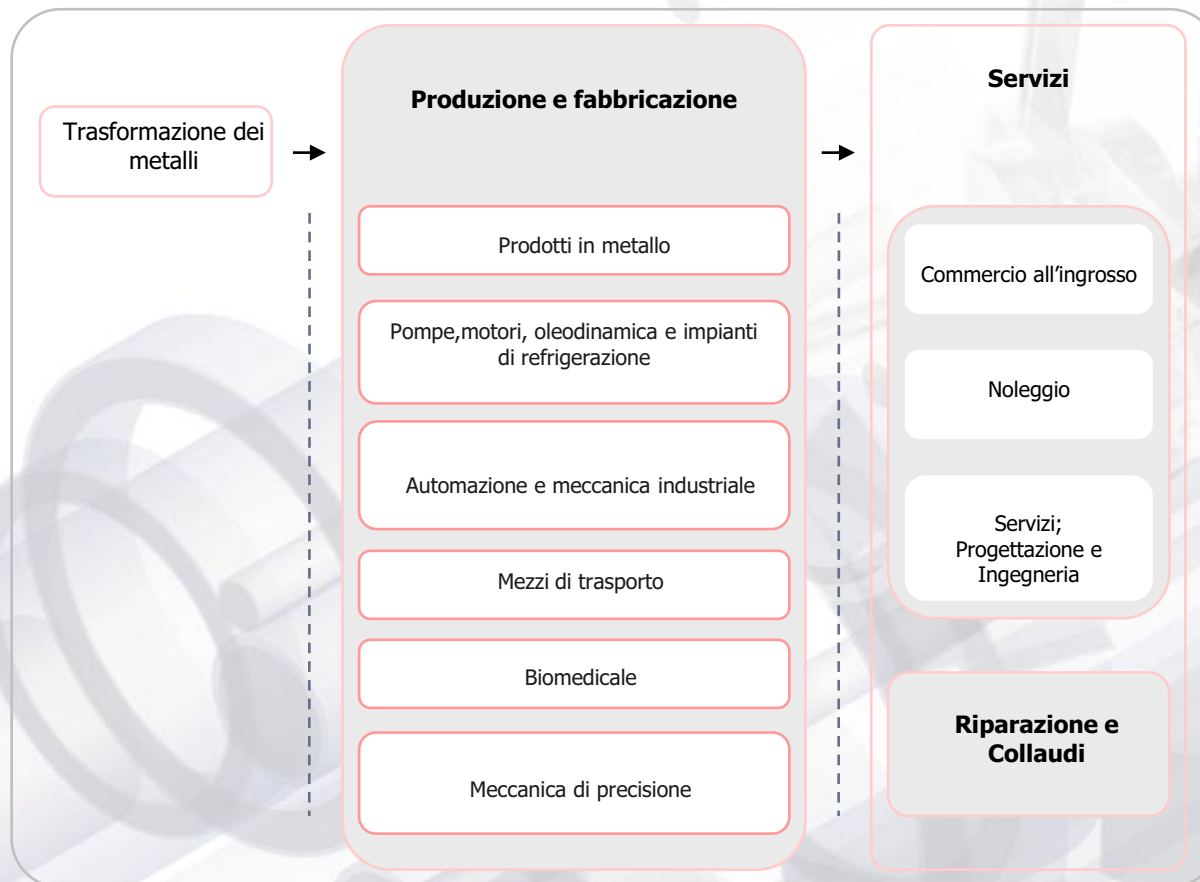 Trasformazione dei
metalli
Produzione e fabbricazione
Prodotti in metallo
Pompe,motori, oleodinamica e impianti
di refrigerazione
Automazione e meccanica industriale
Mezzi di trasporto
Biomedicale
Meccanica di precisione
Servizi
Commercio all’ingrosso
Noleggio
Servizi;
Progettazione e
Ingegneria
Riparazione e
Collaudi